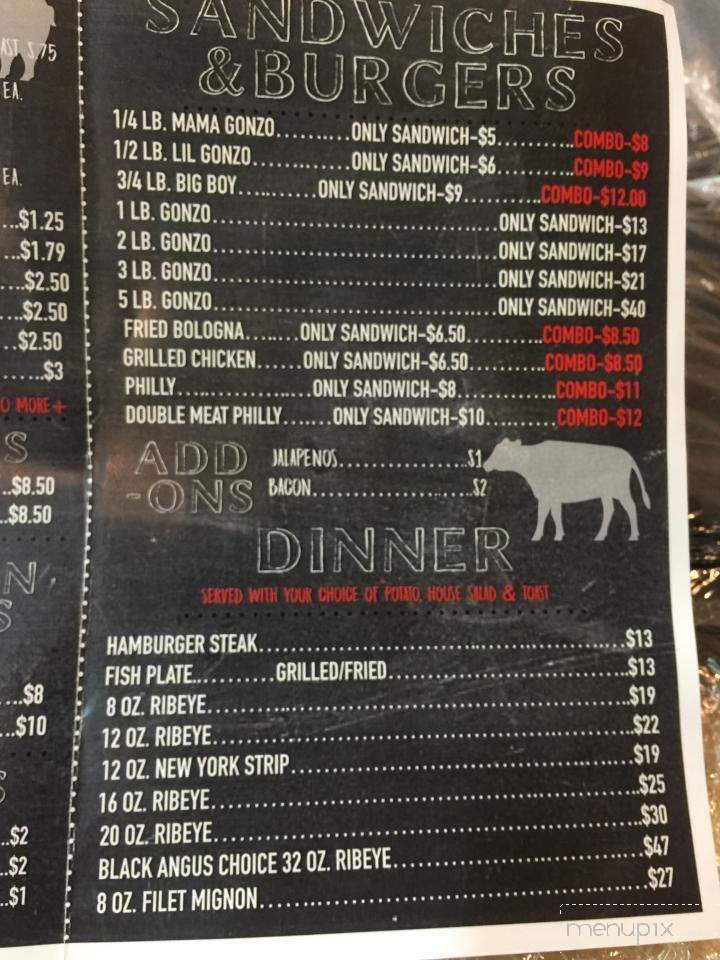 AST $.75
EA.
EA.
...$1.25
...$1.79
....$2.50
....$2.50
...$2.50
......$3
O MORE+
S
..$8.50
..$8.50
N
S
....$8
...$10
S
..$2
..$2
..$1
SANDWICHES
&BURGERS
1/4 LB. MAMA GONZO...........ONLY SANDWICH-$5...........COMBO-$8
1/2 LB. LIL GONZO...............ONLY SANDWICH-$6...........COMBO-$9
3/4 LB. BIG BOY............ONLY SANDWICH-$9...........COMBO-$12.00
1 LB. GONZO..........................................ONLY SANDWICH-$13
2 LB. GONZO..........................................ONLY SANDWICH-$17
3 LB. GONZO..........................................ONLY SANDWICH-$21
5 LB. GONZO..........................................ONLY SANDWICH-$40
FRIED BOLOGNA........ONLY SANDWICH-$6.50...........COMBO-$8.50
GRILLED CHICKEN.......ONLY SANDWICH-$6.50...........COMBO-$8.50
PHILLY.....................ONLY SANDWICH-$8..............COMBO-$11
DOUBLE MEAT PHILLY.......ONLY SANDWICH-$10..........COMBO-$12
ADD
-ONS
JALAPENOS....................$1
BACON........................$2
DINNER
SERVED WITH YOUR CHOICE OF POTATO, HOUSE SALAD & TOAST
HAMBURGER STEAK..................................................$13
FISH PLATE...........GRILLED/FRIED................................$13
8 OZ. RIBEYE..........................................................$19
12 OZ. RIBEYE.........................................................$22
12 OZ. NEW YORK STRIP...............................................$19
16 OZ. RIBEYE.........................................................$25
20 OZ. RIBEYE.........................................................$30
BLACK ANGUS CHOICE 32 OZ. RIBEYE..................................$47
8 OZ. FILET MIGNON...................................................$27
menupix